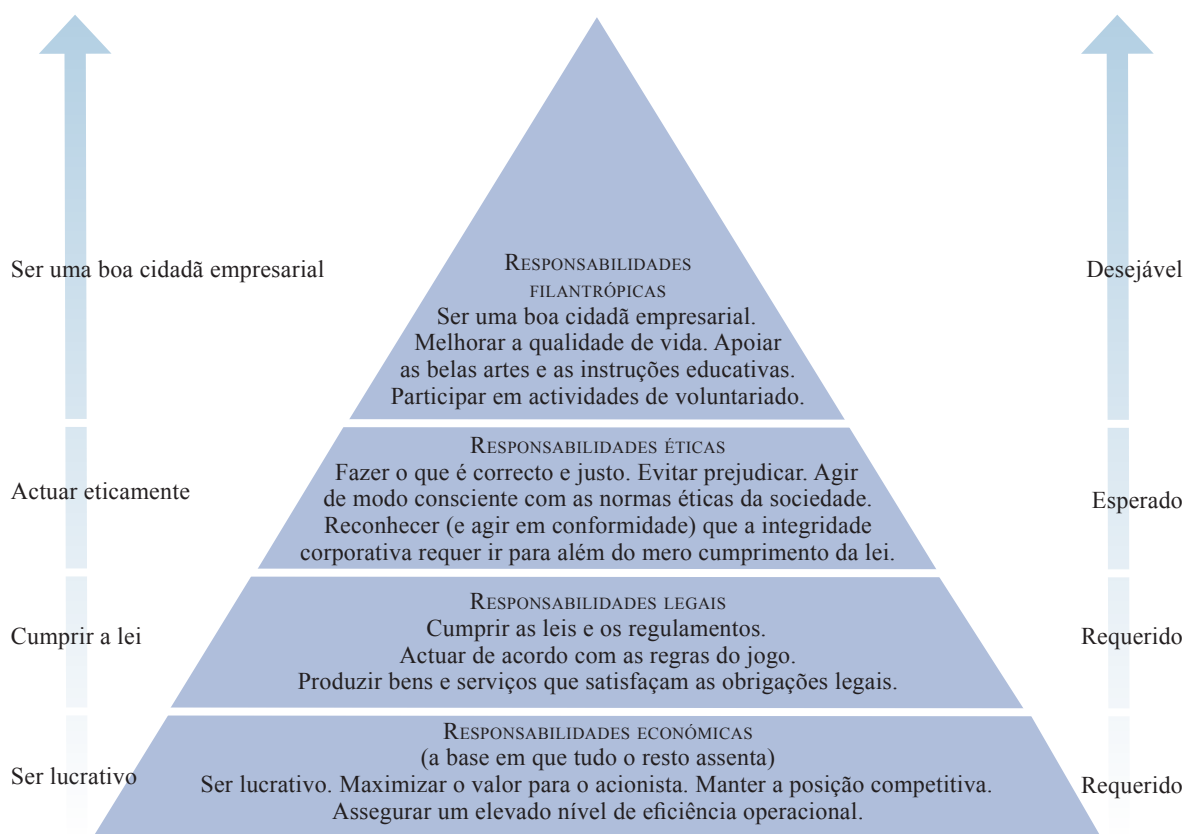 Ser uma boa cidadã empresarial
RESPONSABILIDADES
FILANTRÓPICAS
Ser uma boa cidadã empresarial.
Melhorar a qualidade de vida. Apoiar
as belas artes e as instruções educativas.
Participar em actividades de voluntariado.
Desejável
Actuar eticamente
RESPONSABILIDADES ÉTICAS
Fazer o que é correcto e justo. Evitar prejudicar. Agir
de modo consciente com as normas éticas da sociedade.
Reconhecer (e agir em conformidade) que a integridade
corporativa requer ir para além do mero cumprimento da lei.
Esperado
Cumprir a lei
RESPONSABILIDADES LEGAIS
Cumprir as leis e os regulamentos.
Actuar de acordo com as regras do jogo.
Produzir bens e serviços que satisfaçam as obrigações legais.
Requerido
Ser lucrativo
RESPONSABILIDADES ECONÓMICAS
(a base em que tudo o resto assenta)
Ser lucrativo. Maximizar o valor para o acionista. Manter a posição competitiva.
Assegurar um elevado nível de eficiência operacional.
Requerido